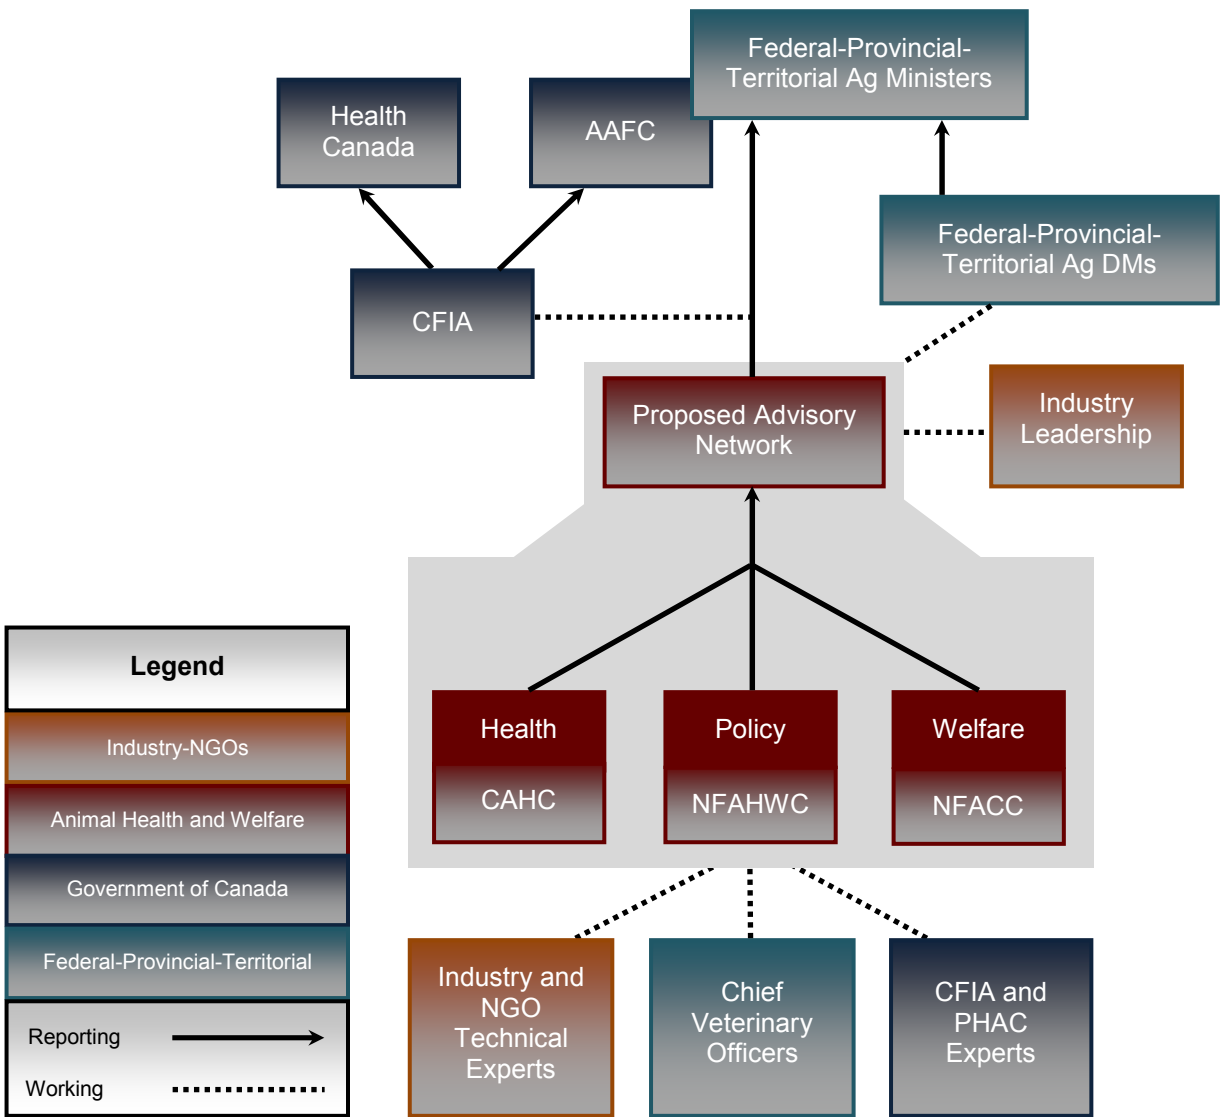 Federal-Provincial-
Territorial Ag Ministers
Health
Canada
AAFC
Federal-Provincial-
Territorial Ag DMs
CFIA
Proposed Advisory
Network
Industry
Leadership
Health
Policy
Welfare
CAHC
NFAHWC
NFACC
Legend
Industry-NGOs
Animal Health and Welfare
Government of Canada
Federal-Provincial-Territorial
Reporting
Working
Industry and
NGO
Technical
Experts
Chief
Veterinary
Officers
CFIA and
PHAC
Experts